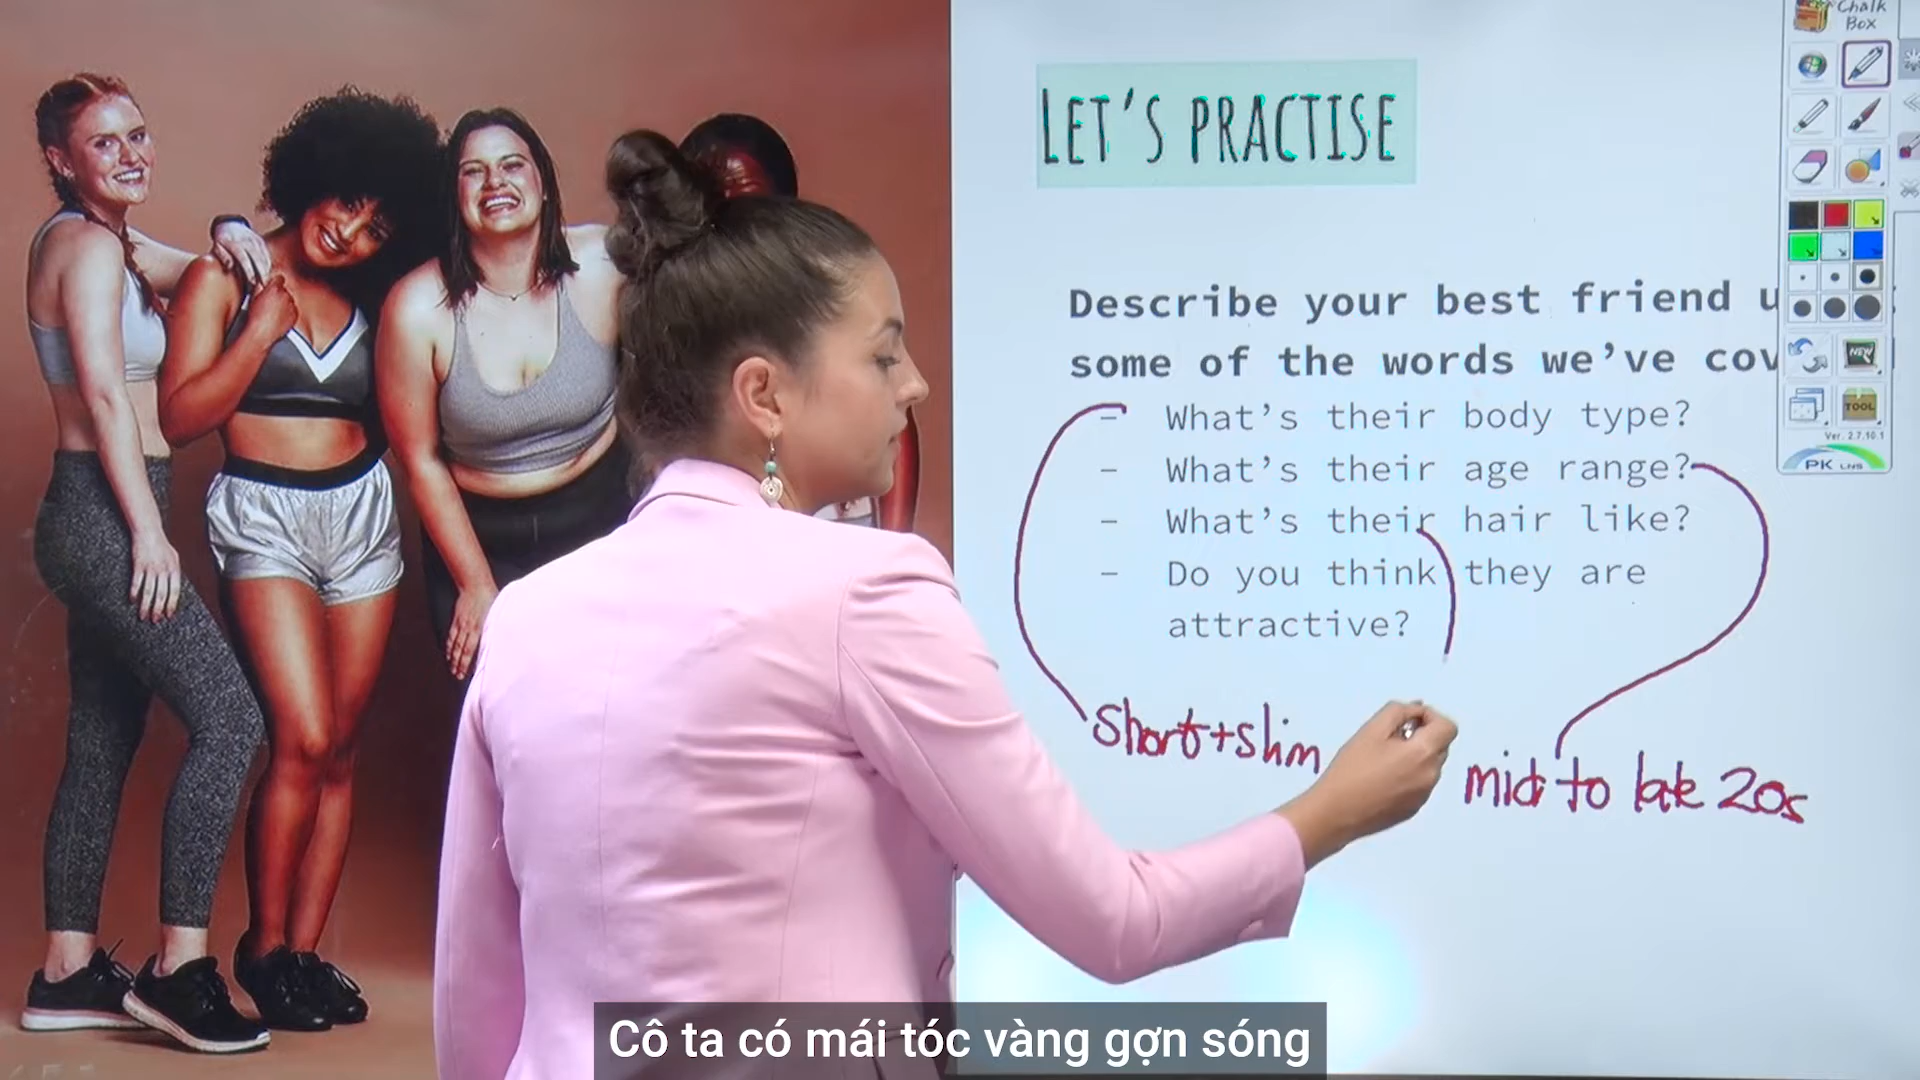 Chalk
Box
LET'S PRACTISE
Describe your best friend u
some of the words we've cov
- What's their body type?
- What's their age range?
- What's their hair like?
- Do you think they are
attractive?
NEW
TOOL
Ver. 2.7.10.1
PK LNS
Short+slim
mid to late 20s
Cô ta có mái tóc vàng gợn sóng